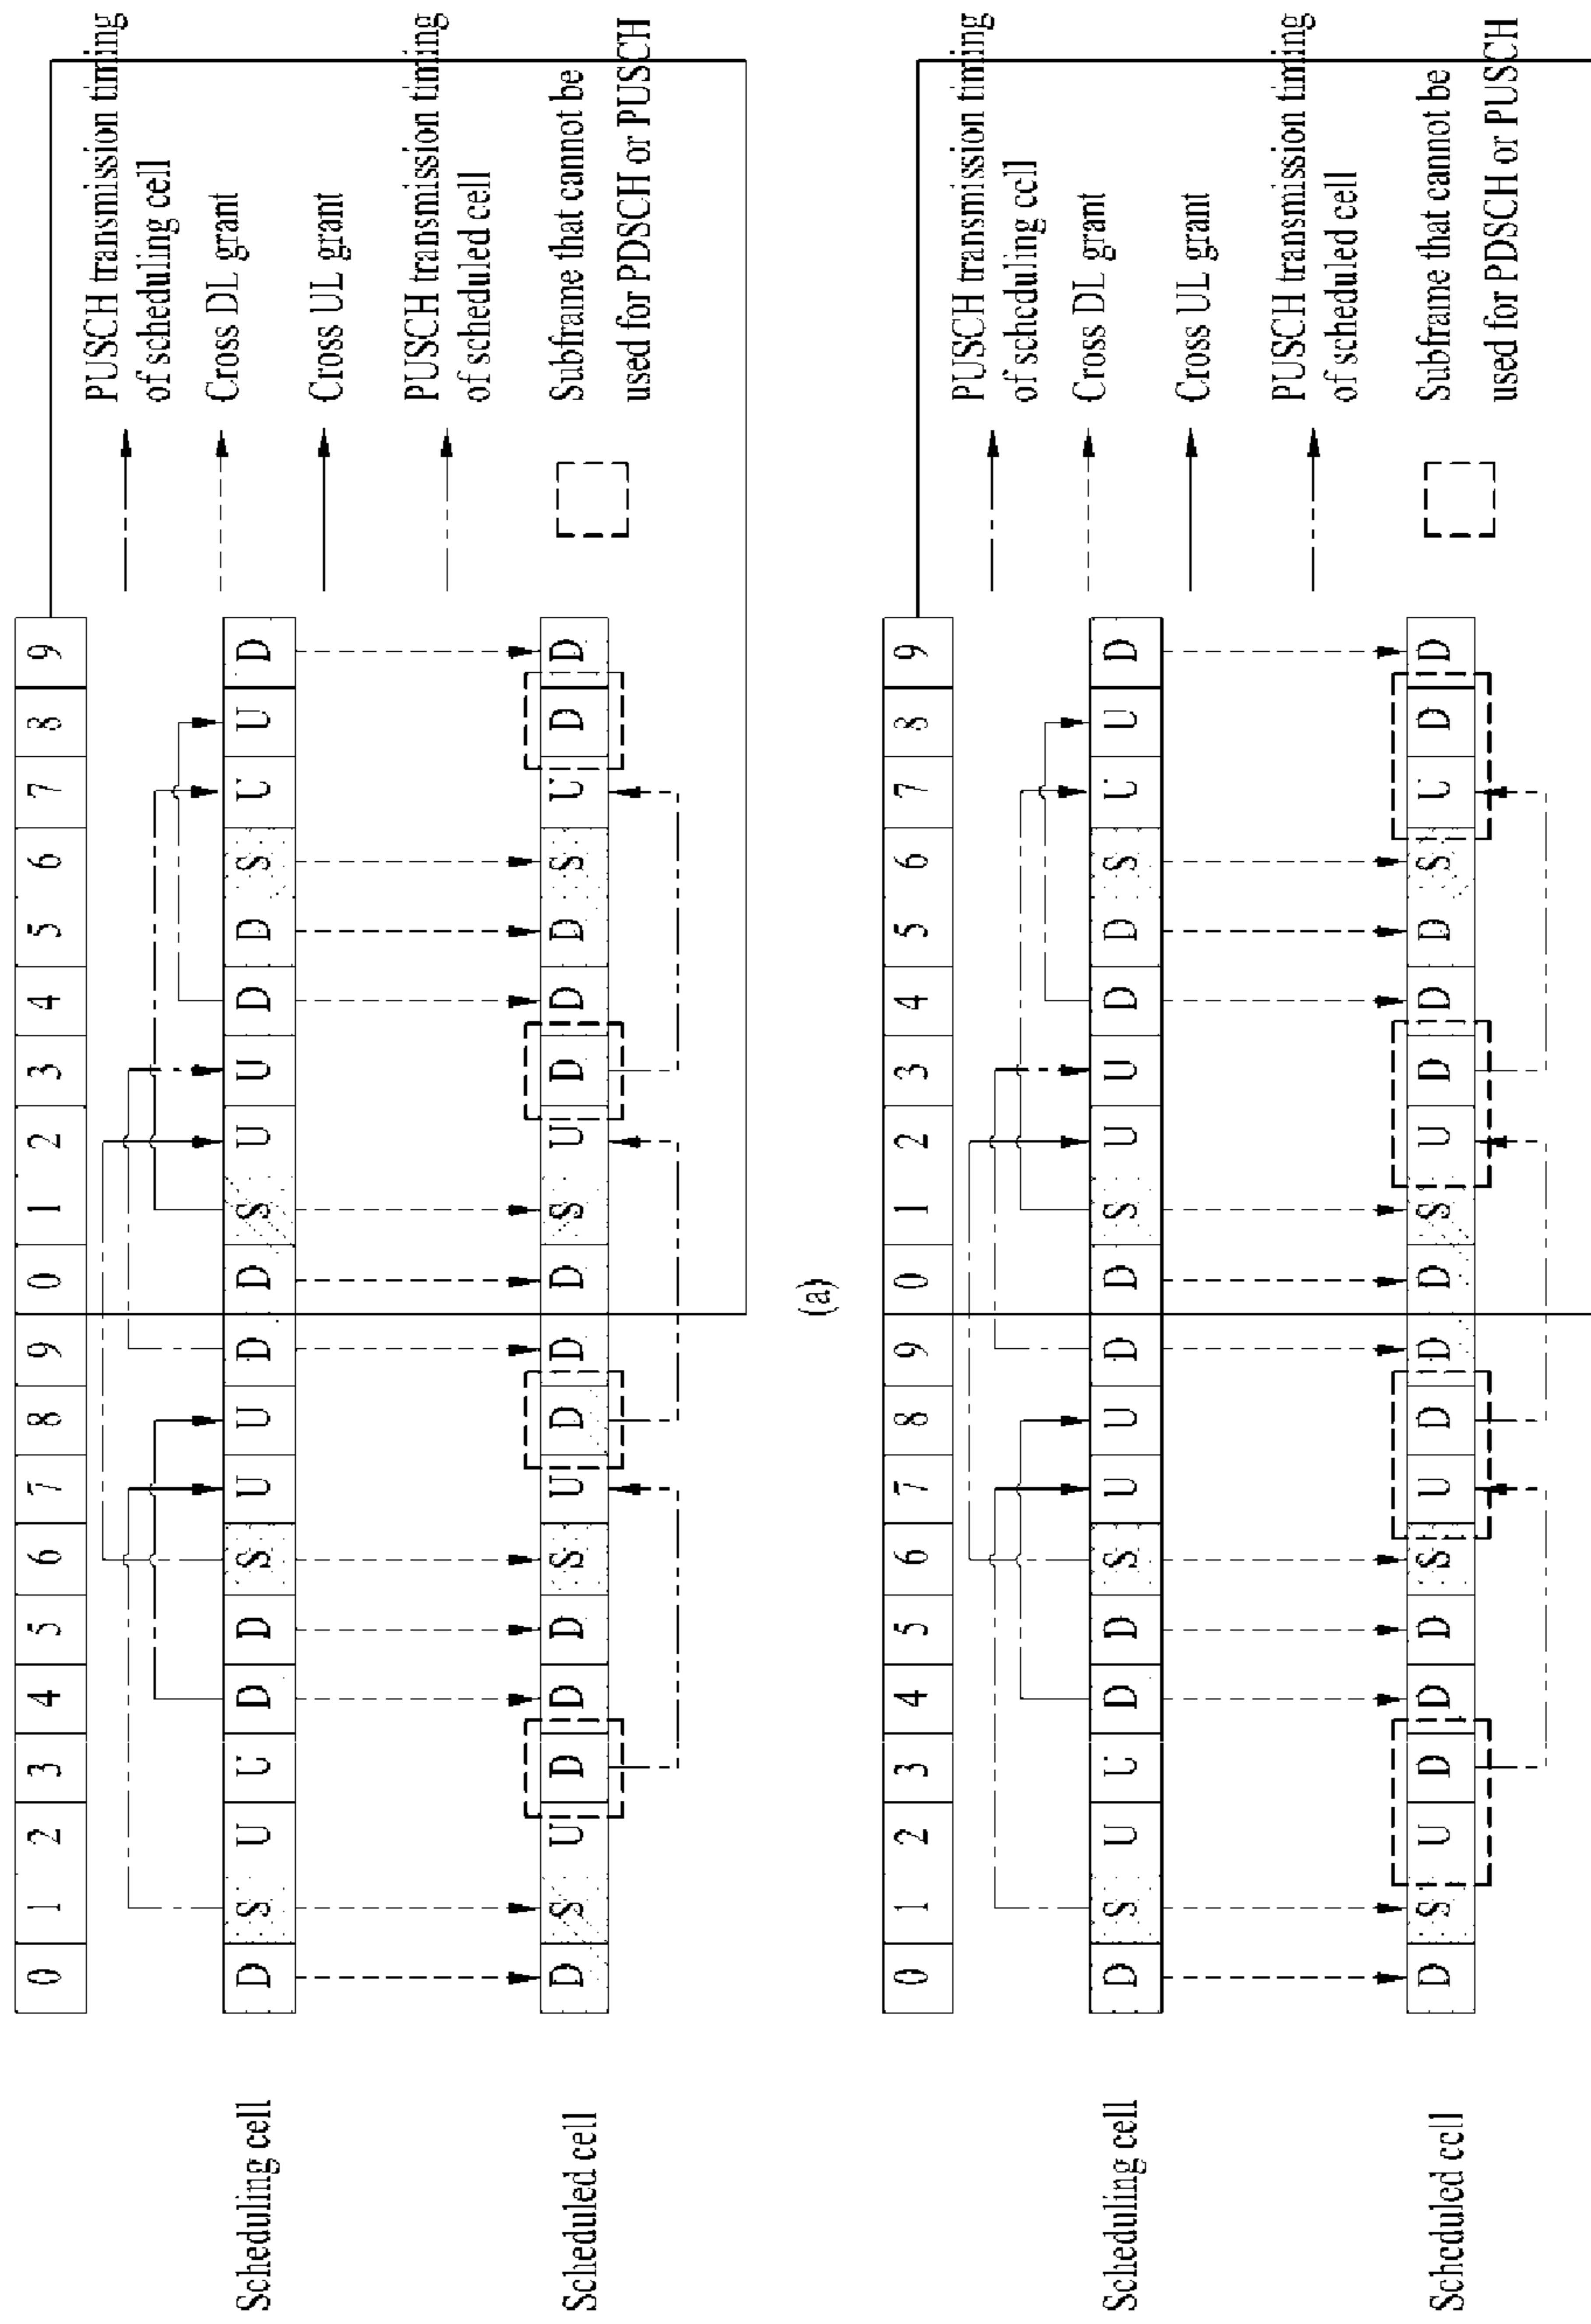 0 1 2 3 4 5 6 7 8 9 0 1 2 3 4 5 6 7 8 9
PUSCH transmission timing
of scheduling cell
Scheduling cell D S U U D D S U U D D S U U D D S U U D
Cross DL grant
Cross UL grant
PUSCH transmission timing
of scheduled cell
Scheduled cell D S U D D D S U D D D S U D D D S U D D
Subframe that cannot be
used for PDSCH or PUSCH
(a)
0 1 2 3 4 5 6 7 8 9 0 1 2 3 4 5 6 7 8 9
PUSCH transmission timing
of scheduling cell
Scheduling cell D S U U D D S U U D D S U U D D S U U D
Cross DL grant
Cross UL grant
PUSCH transmission timing
of scheduled cell
Scheduled cell D S U D D D S U D D D S U D D D S U D D
Subframe that cannot be
used for PDSCH or PUSCH